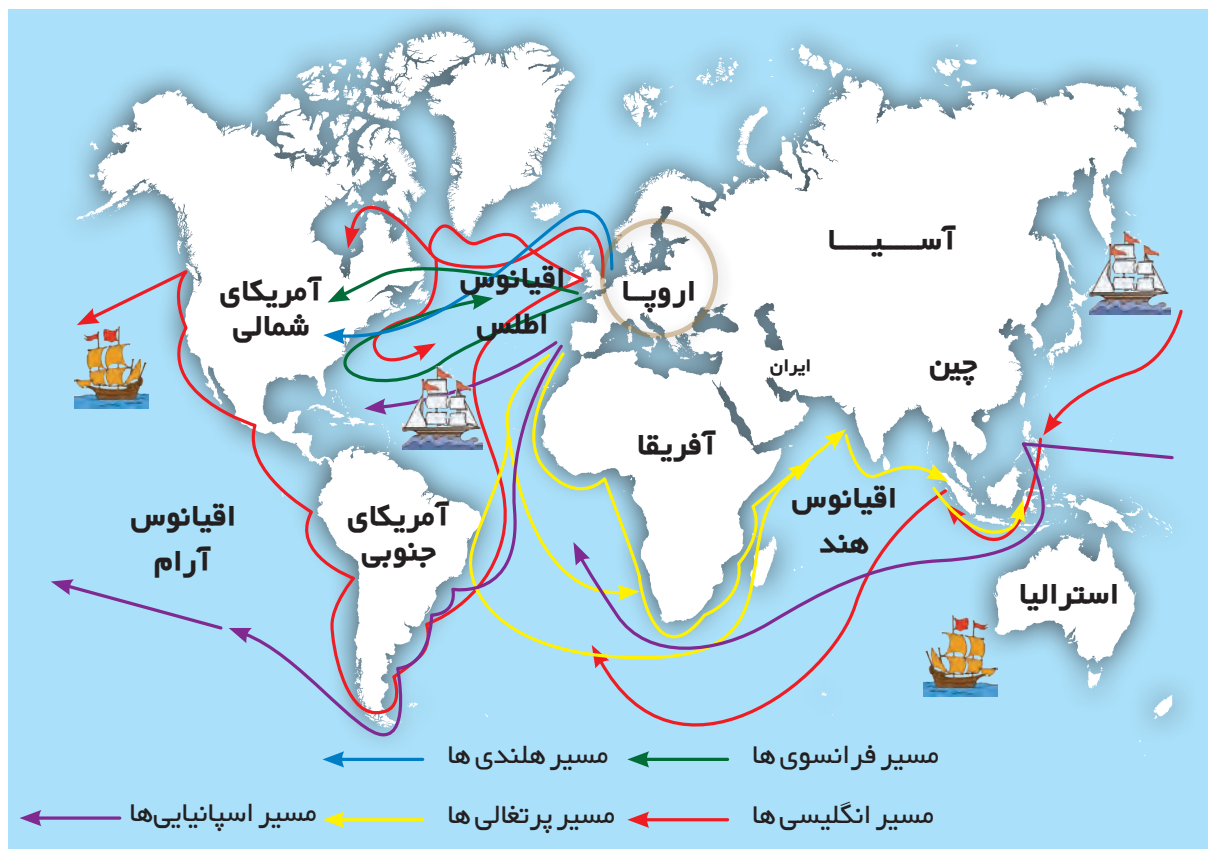 آسیا
اروپا
اقیانوس
اطلس
آمریکای
شمالی
ایران
چین
آفریقا
اقیانوس
هند
آمریکای
جنوبی
اقیانوس
آرام
استرالیا
مسیر فرانسوی ها
مسیر هلندی ها
مسیر انگلیسی ها
مسیر پرتغالی ها
مسیر اسپانیایی‌ها